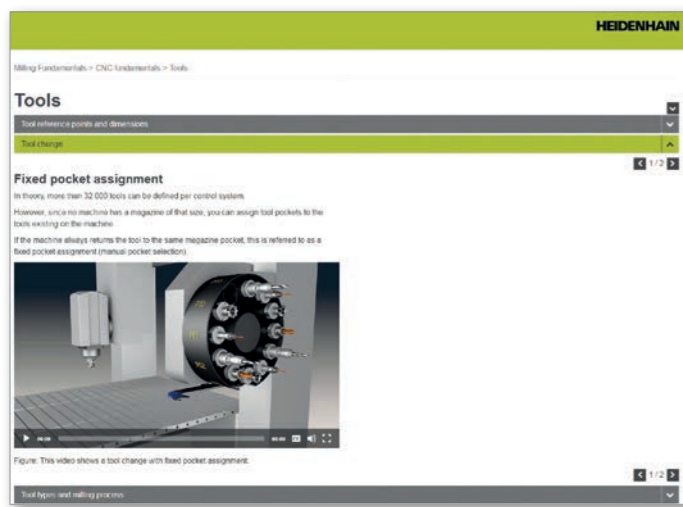 HEIDENHAIN
Milling Fundamentals > CNC fundamentals > Tools
Tools
Tool reference points and dimensions
Tool change
1 / 2
Fixed pocket assignment
In theory, more than 32 000 tools can be defined per control system.
However, since no machine has a magazine of that size, you can assign tool pockets to the
tools existing on the machine.
If the machine always returns the tool to the same magazine pocket, this is referred to as a
fixed pocket assignment (manual pocket selection).
00:00 00:00
Figure: This video shows a tool change with fixed pocket assignment.
1 / 2
Tool types and milling process